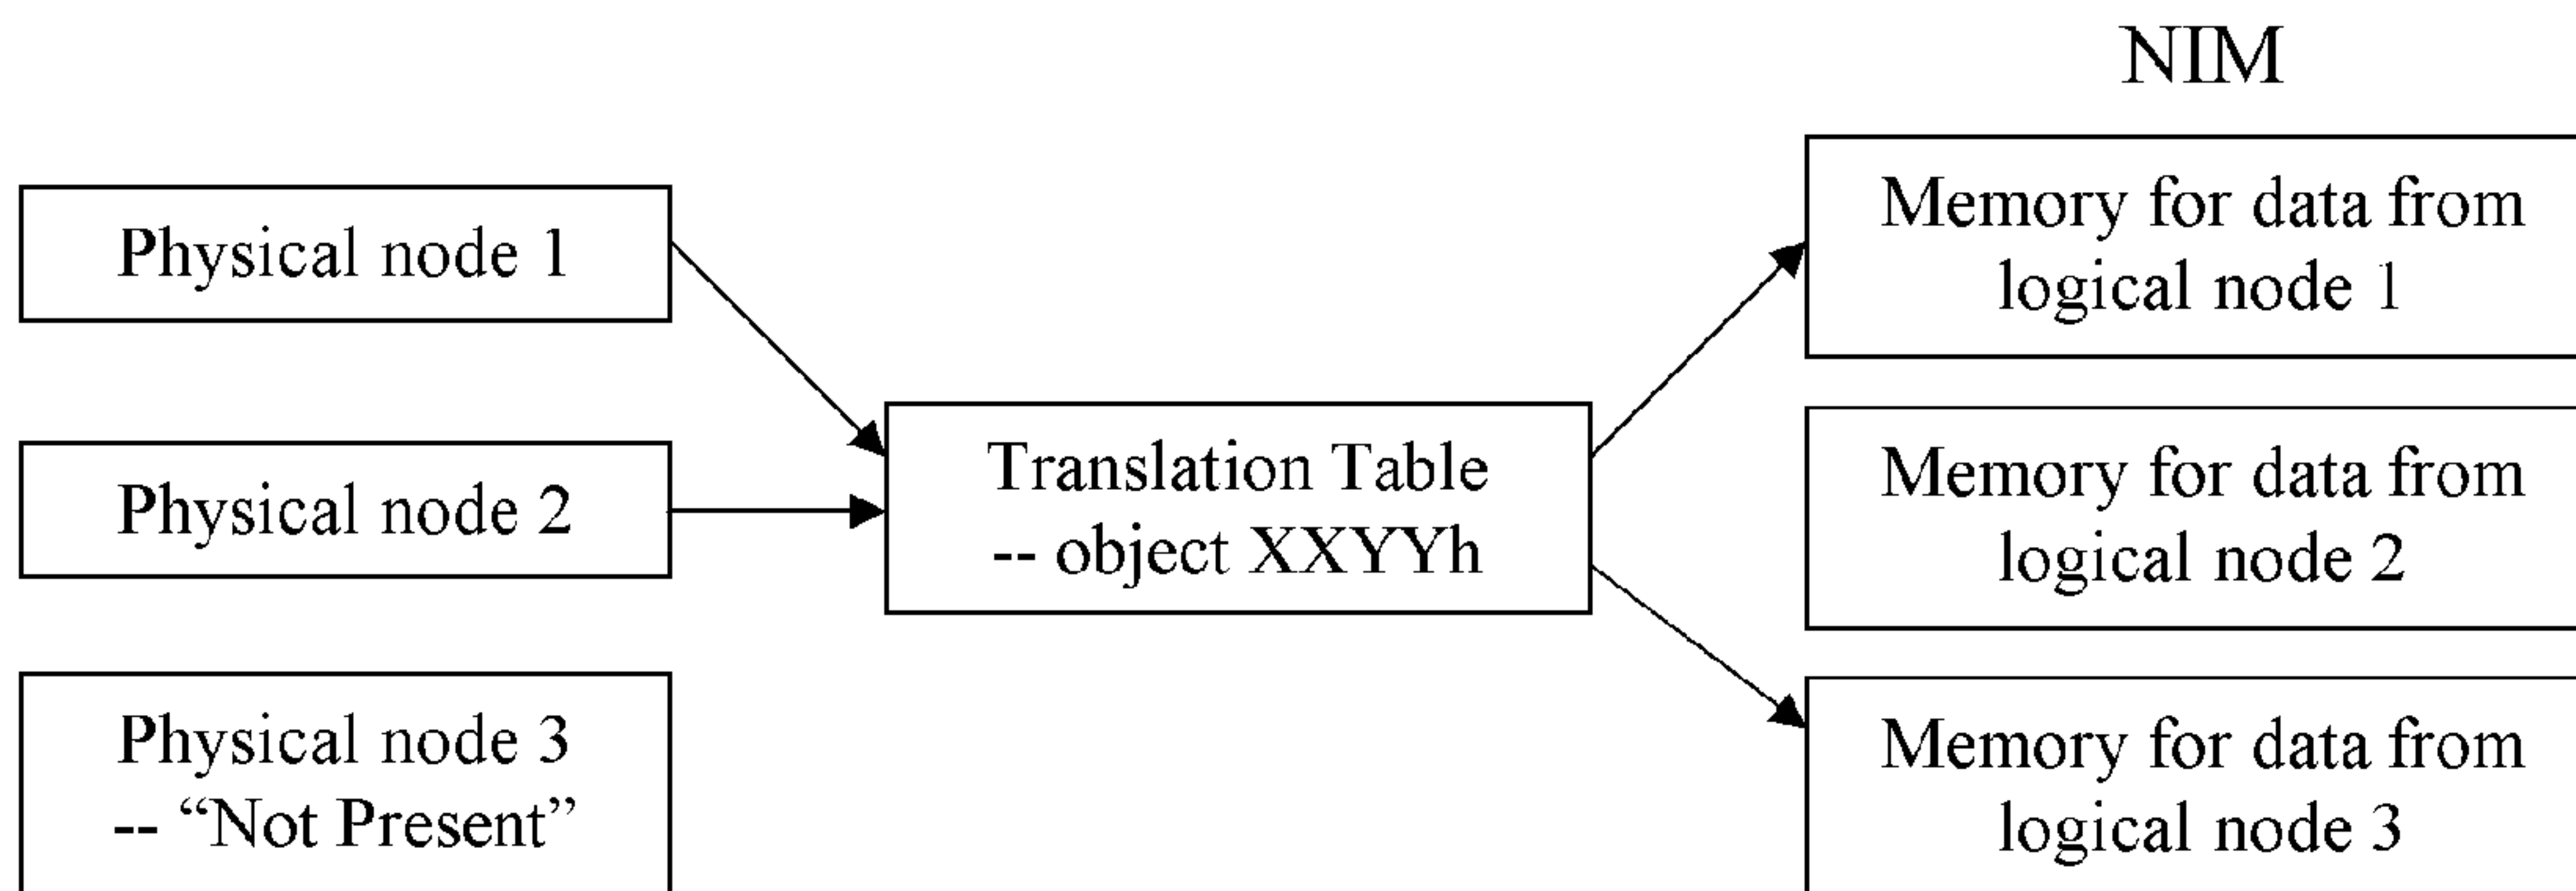 NIM
Physical node 1
Physical node 2
Physical node 3
-- “Not Present”
Translation Table
-- object XXYYh
Memory for data from
logical node 1
Memory for data from
logical node 2
Memory for data from
logical node 3